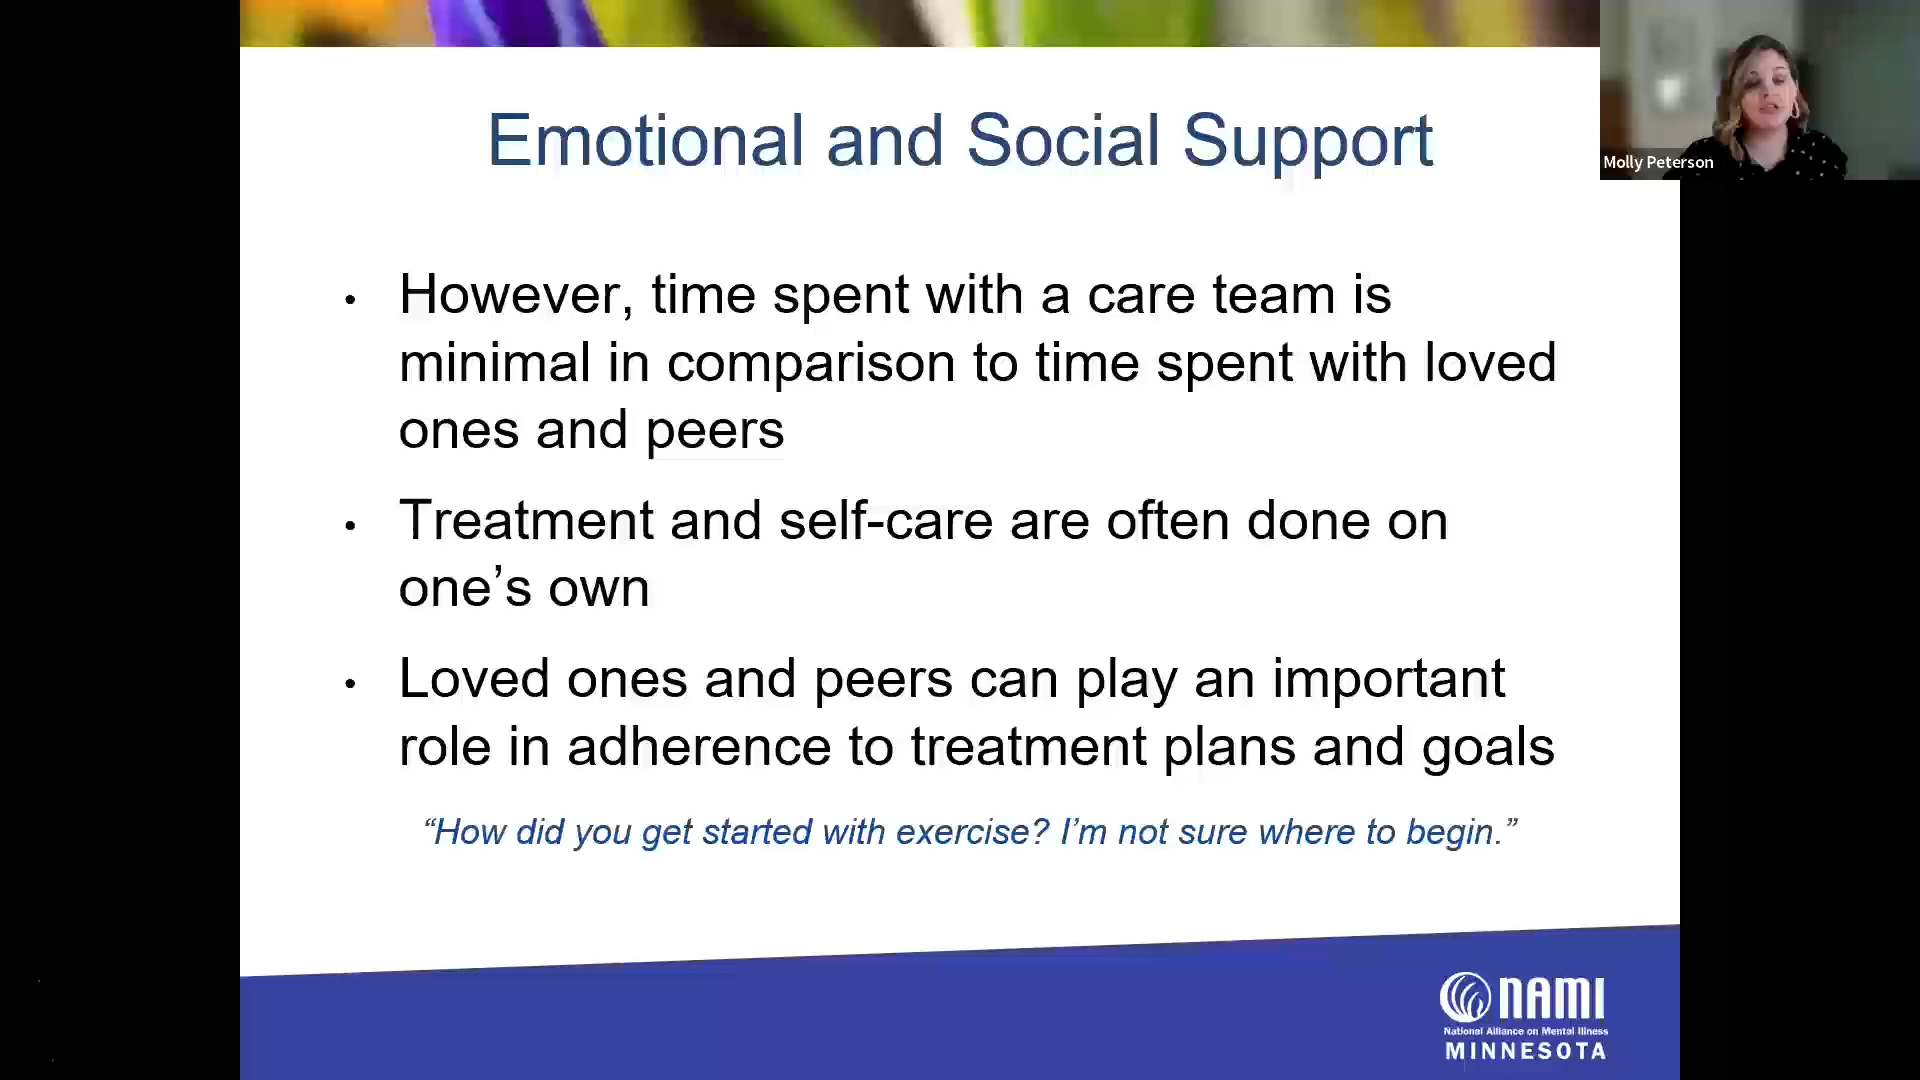 Emotional and Social Support
Molly Peterson
• However, time spent with a care team is
minimal in comparison to time spent with loved
ones and peers
• Treatment and self-care are often done on
one’s own
• Loved ones and peers can play an important
role in adherence to treatment plans and goals
“How did you get started with exercise? I’m not sure where to begin.”
NAMI
National Alliance on Mental Illness
MINNESOTA